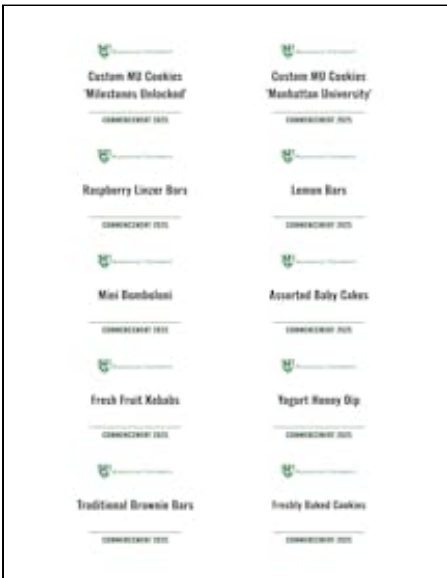 Custom MU Cookies
'Milestones Unlocked'
COMMENCEMENT 2025
Custom MU Cookies
'Manhattan University'
COMMENCEMENT 2025
Raspberry Linzer Bars
COMMENCEMENT 2025
Lemon Bars
COMMENCEMENT 2025
Mini Bomboloni
COMMENCEMENT 2025
Assorted Baby Cakes
COMMENCEMENT 2025
Fresh Fruit Kebabs
COMMENCEMENT 2025
Yogurt Honey Dip
COMMENCEMENT 2025
Traditional Brownie Bars
COMMENCEMENT 2025
Freshly Baked Cookies
COMMENCEMENT 2025